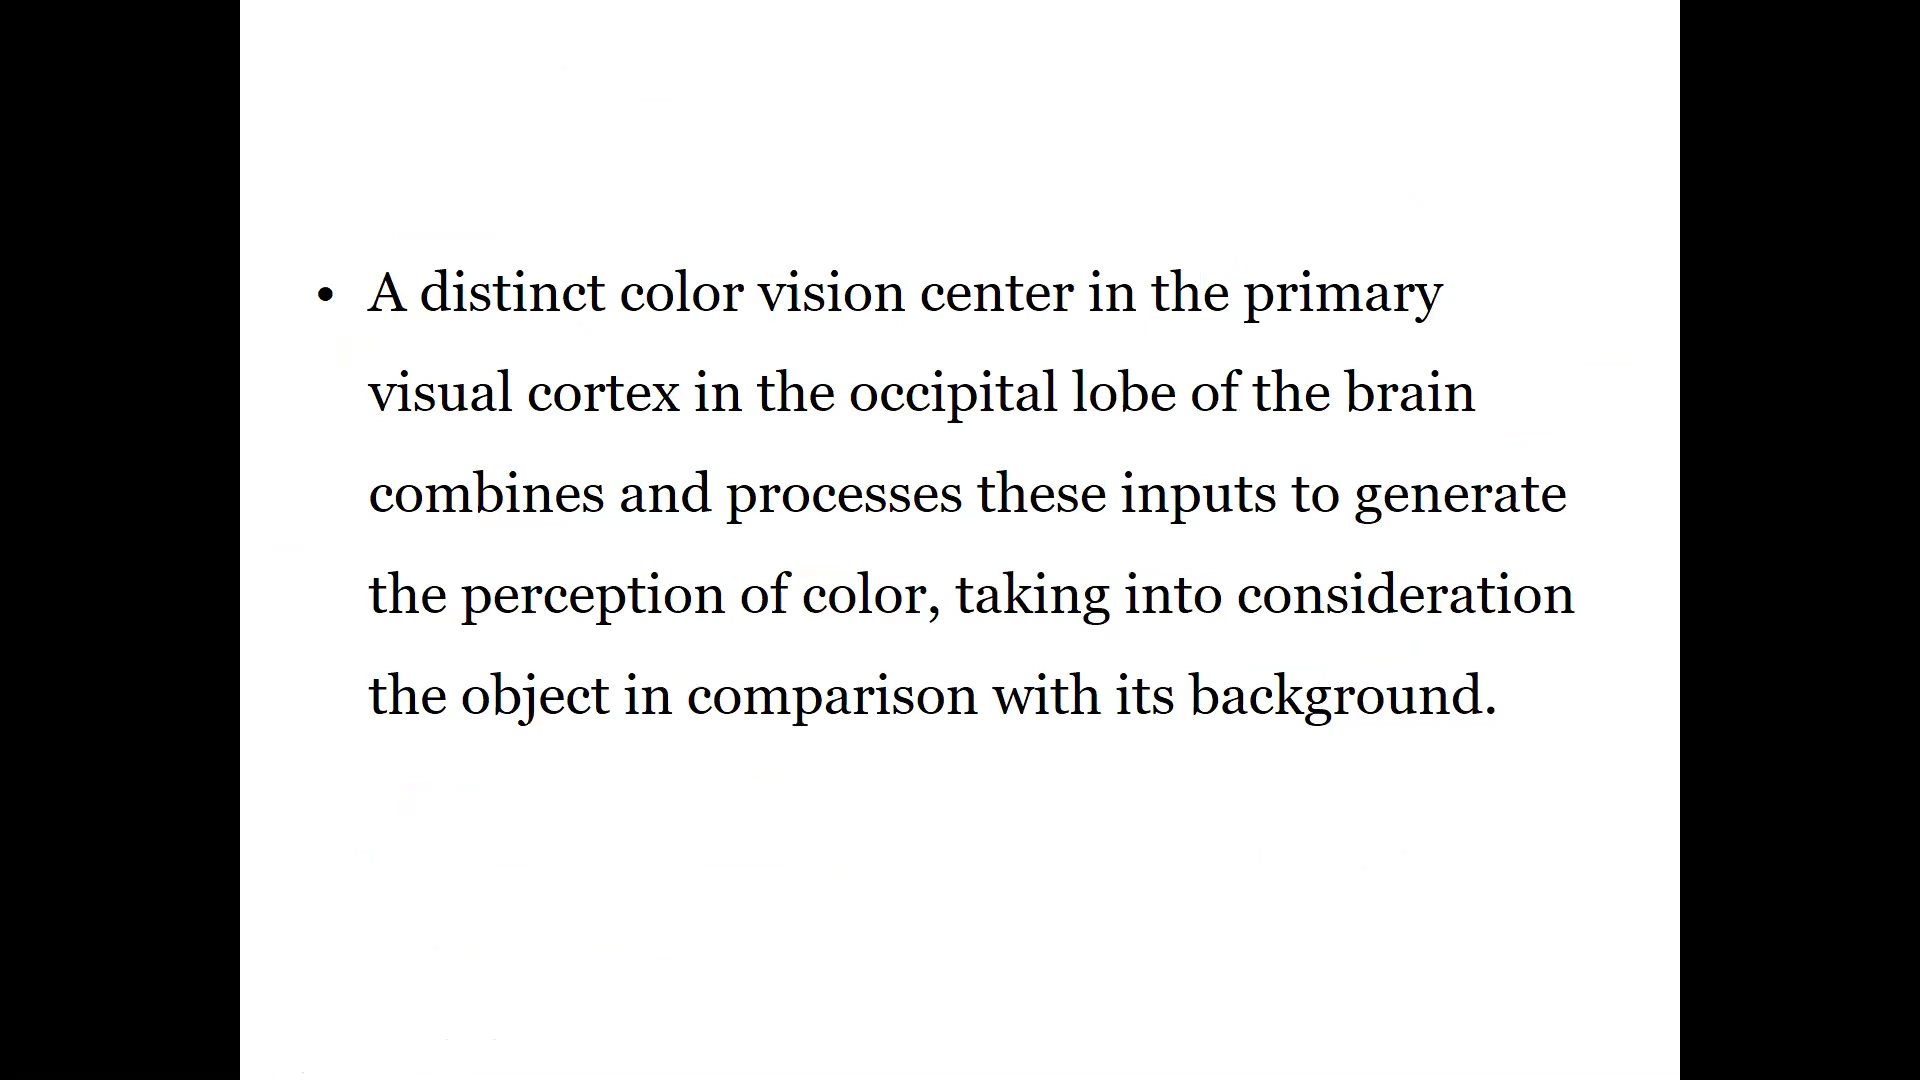 • A distinct color vision center in the primary
visual cortex in the occipital lobe of the brain
combines and processes these inputs to generate
the perception of color, taking into consideration
the object in comparison with its background.